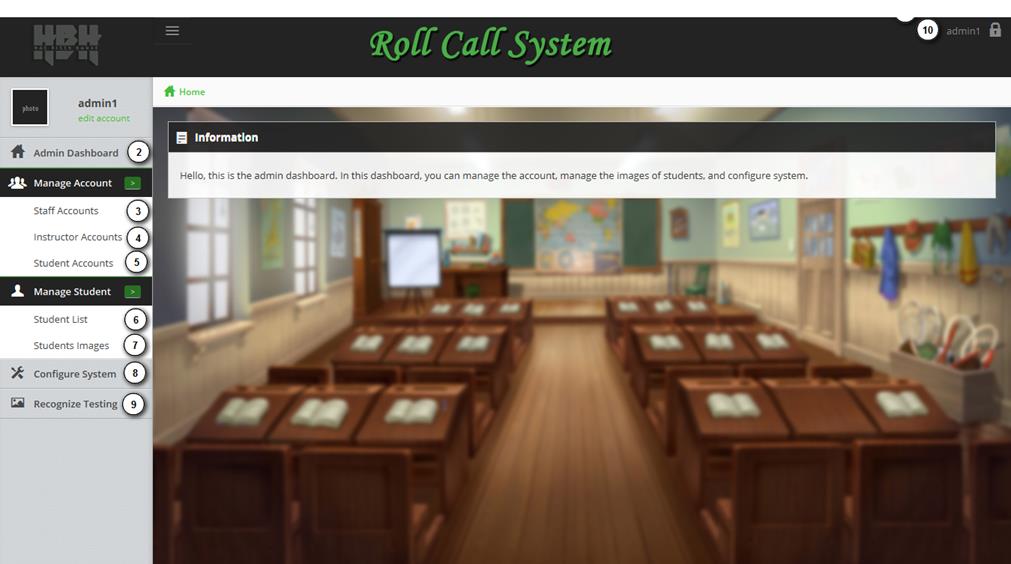 HBH
Roll Call System
10 admin1
photo
admin1
edit account
Home
Admin Dashboard 2
Information
Manage Account >
Hello, this is the admin dashboard. In this dashboard, you can manage the account, manage the images of students, and configure system.
Staff Accounts 3
Instructor Accounts 4
Student Accounts 5
Manage Student >
Student List 6
Students Images 7
Configure System 8
Recognize Testing 9